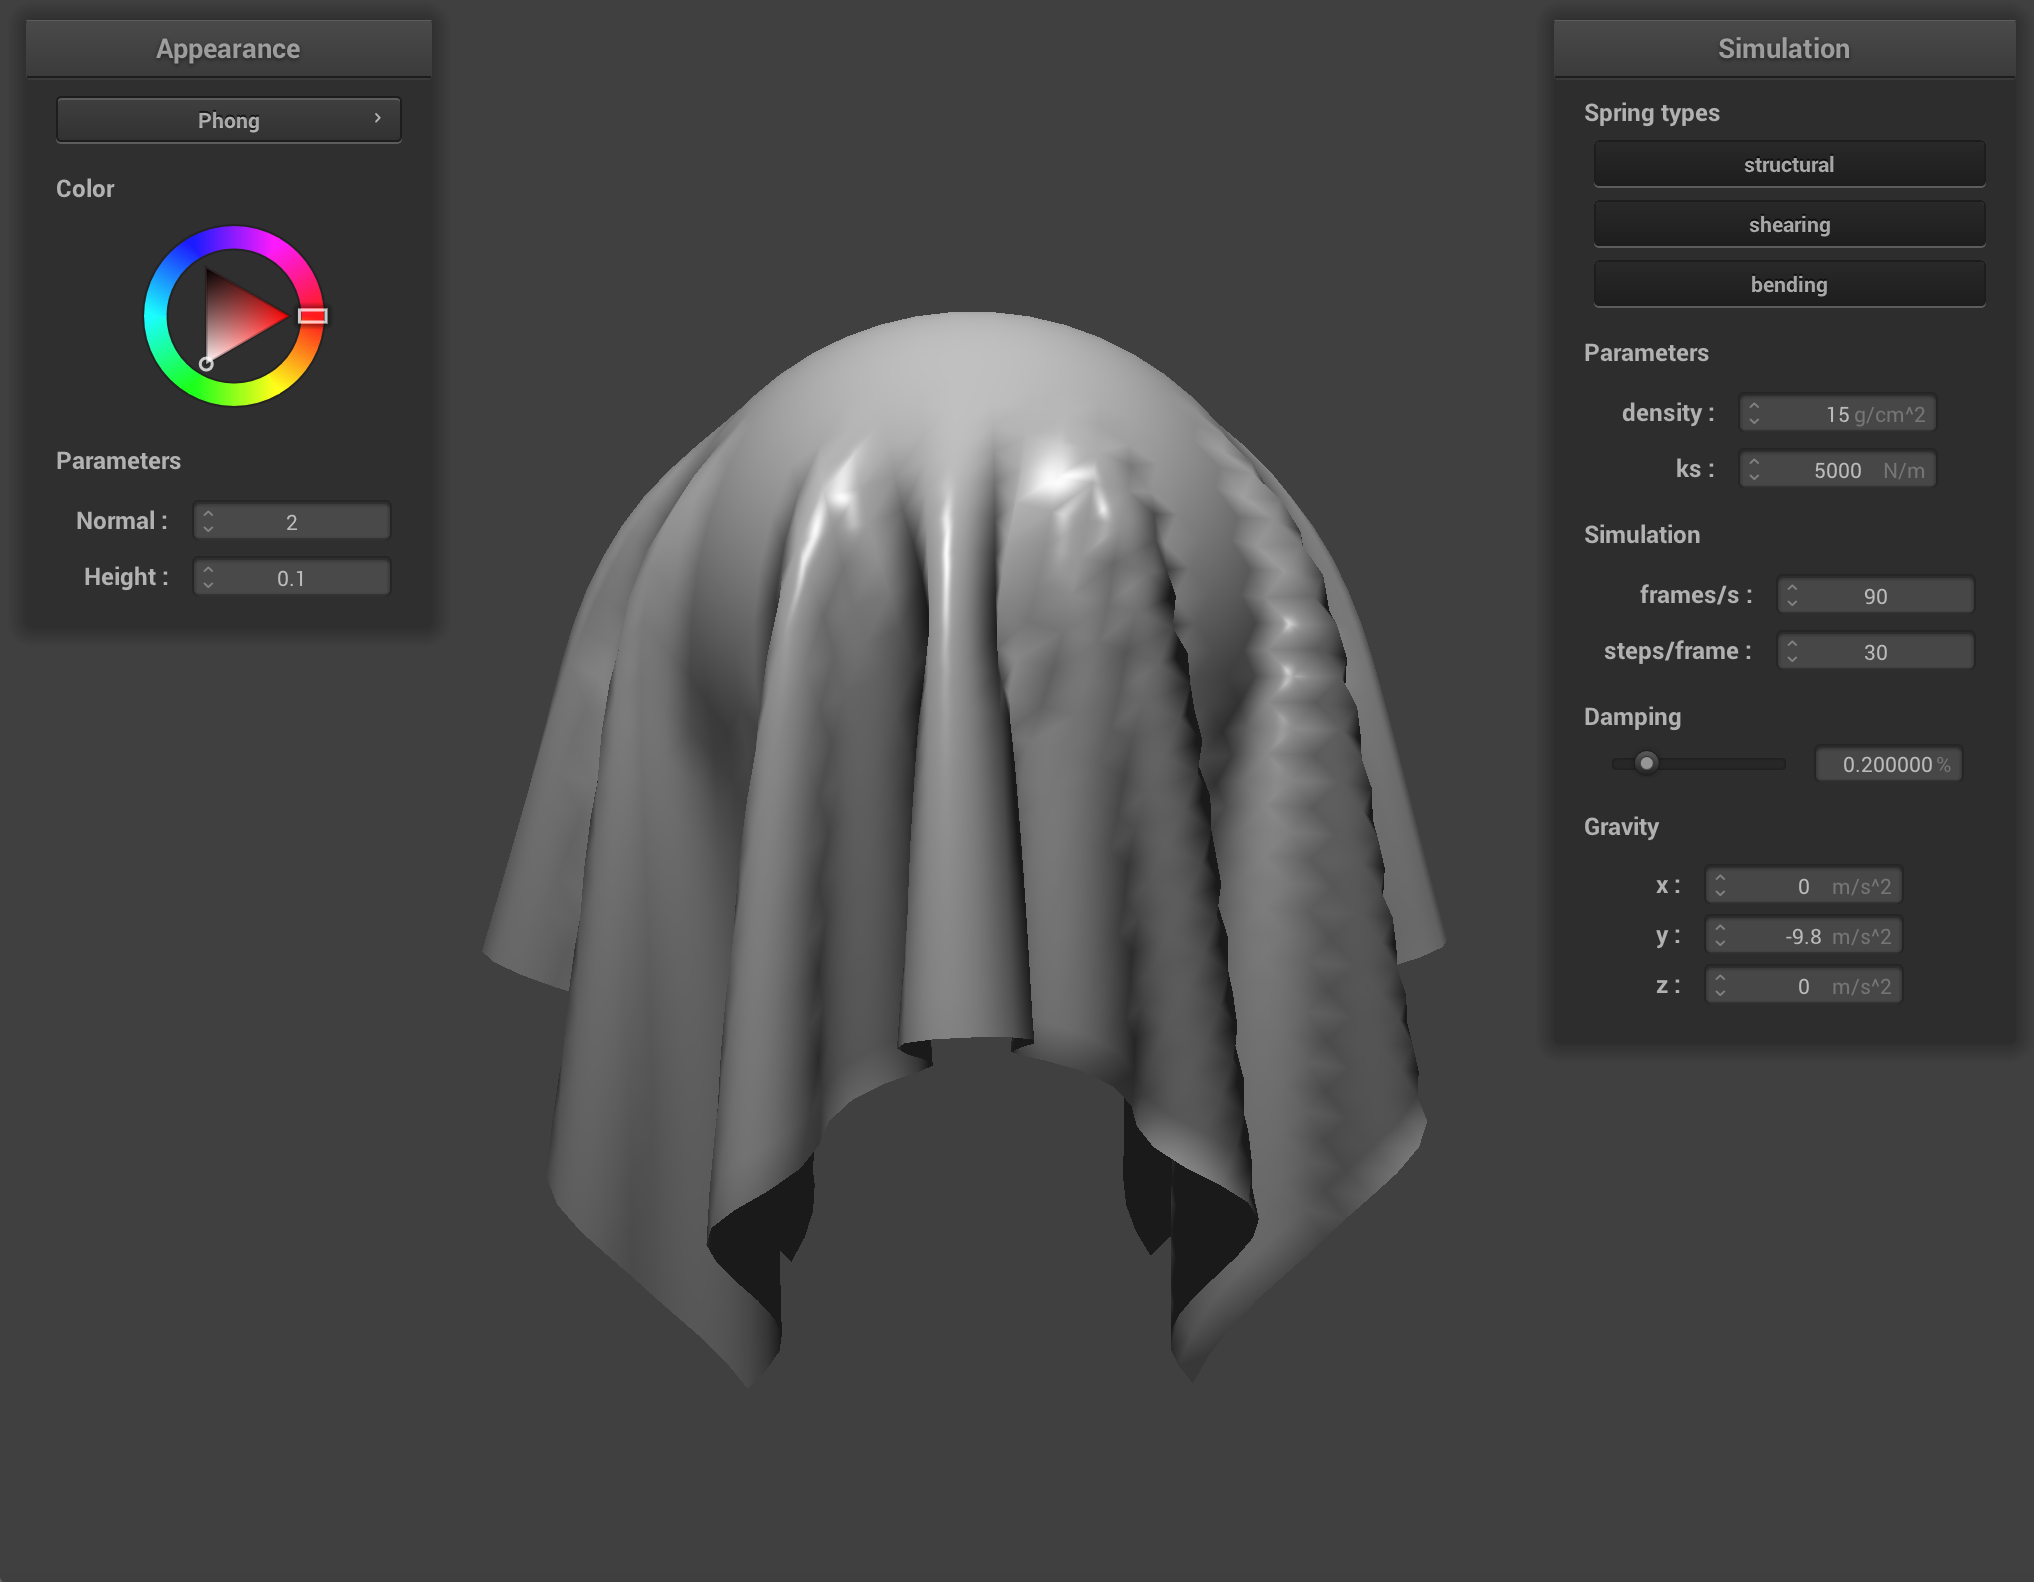 Appearance
Phong
Color
Parameters
Normal : 2
Height : 0.1
Simulation
Spring types
structural
shearing
bending
Parameters
density : 15 g/cm^2
ks : 5000 N/m
Simulation
frames/s : 90
steps/frame : 30
Damping
0.200000 %
Gravity
x : 0 m/s^2
y : -9.8 m/s^2
z : 0 m/s^2